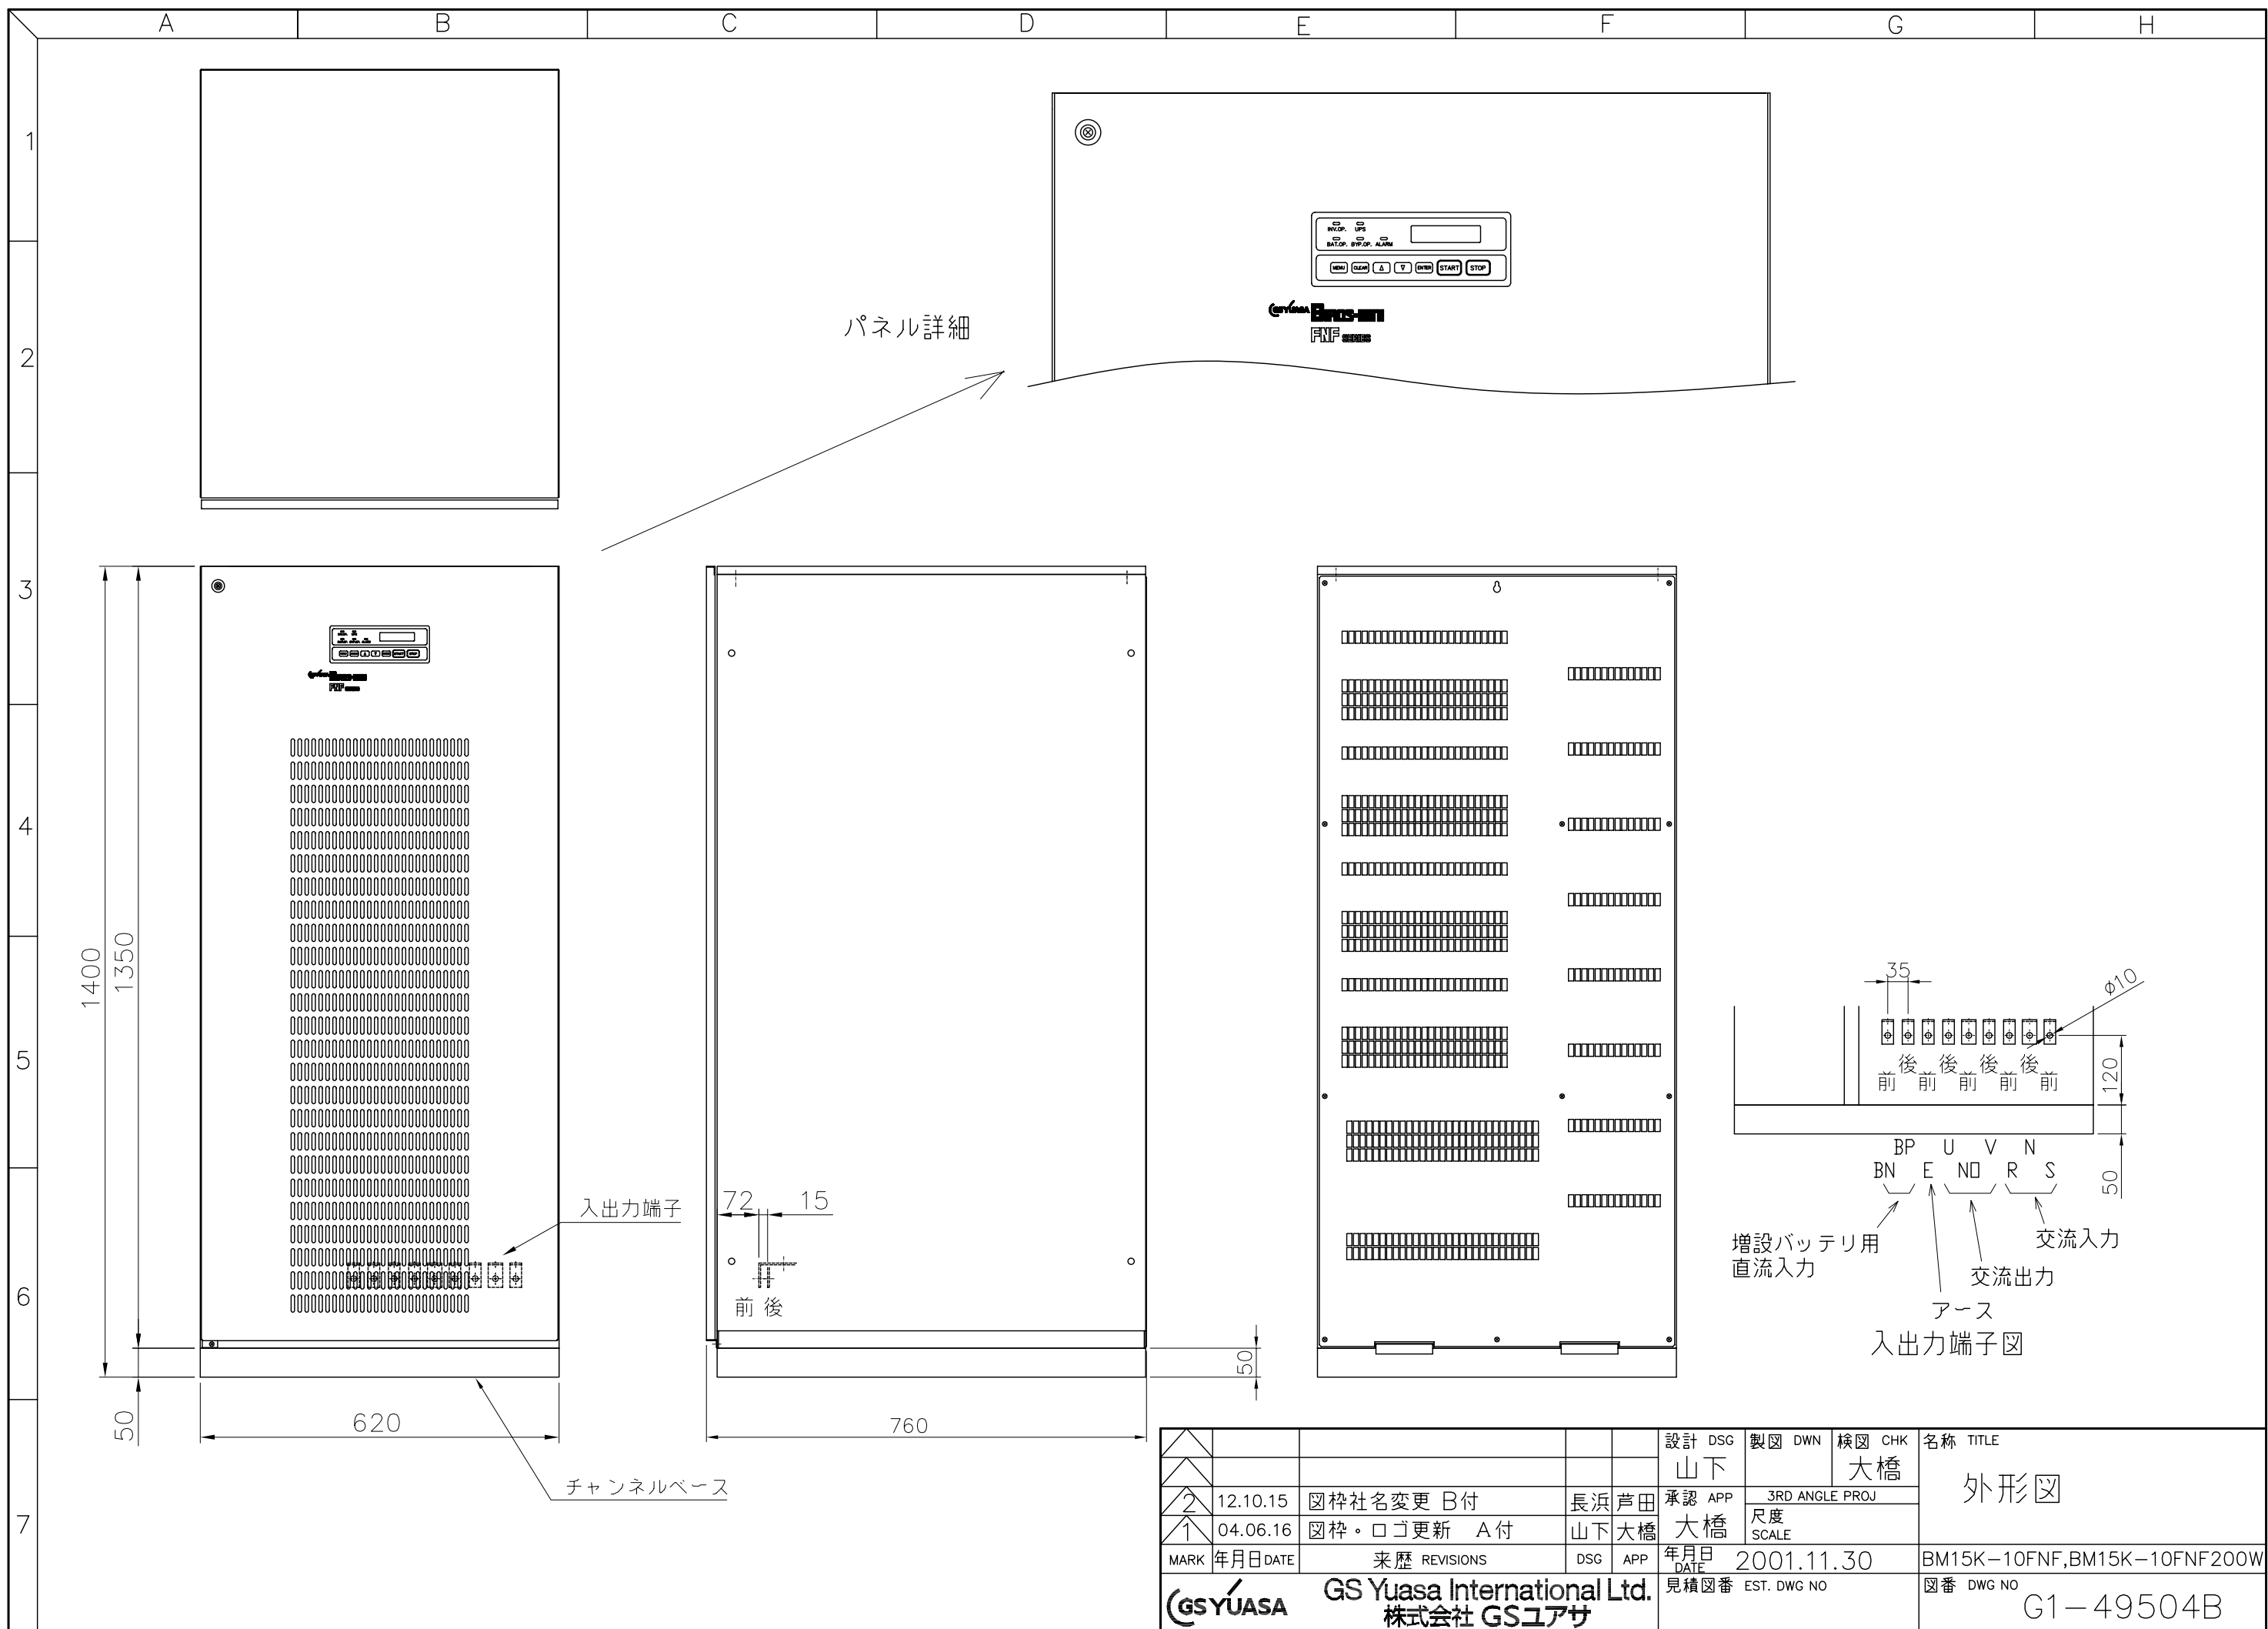 A B C D E F G H
1
2
3
4
5
6
7
INV.OP. UPS
BAT.OP. BYP.OP. ALARM
MENU CLEAR △ ▽ ENTER START STOP
GSYUASA
FNF SERIES
パネル詳細
1400
1350
50
620
入出力端子
チャンネルベース
72 15
前 後
50
760
35
φ10
後 後 後 後
前 前 前 前 前
120
50
BP U V N
BN E NO R S
増設バッテリ用
直流入力
交流入力
交流出力
アース
入出力端子図
設計 DSG 製図 DWN 検図 CHK 名称 TITLE
山下 大橋
外形図
2 12.10.15 図枠社名変更 B付 長浜 芦田
承認 APP 3RD ANGLE PROJ
1 04.06.16 図枠・ロゴ更新 A付 山下 大橋
大橋 尺度
SCALE
MARK 年月日DATE 来歴 REVISIONS DSG APP
年月日
DATE 2001.11.30
BM15K-10FNF,BM15K-10FNF200W
GSYUASA
GS Yuasa International Ltd.
株式会社 GSユアサ
見積図番 EST. DWG NO
図番 DWG NO
G1-49504B